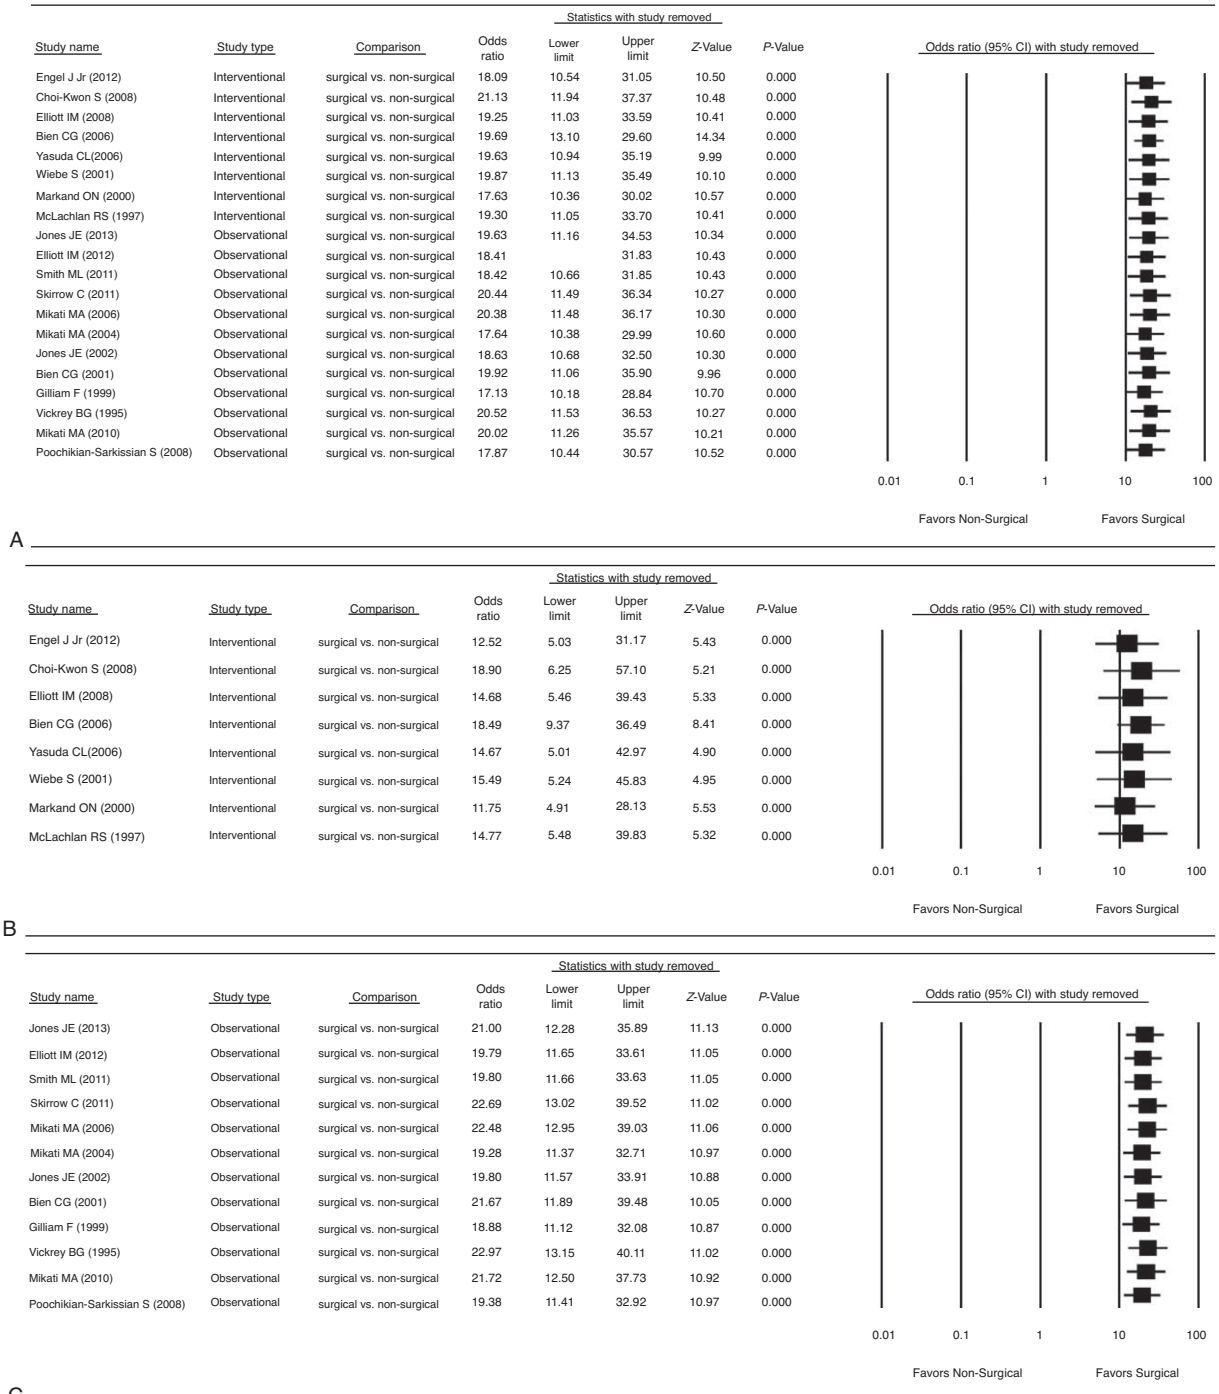 Statistics with study removed
Study name Study type Comparison Odds ratio Lower limit Upper limit Z-Value P-Value Odds ratio (95% CI) with study removed
Engel J Jr (2012) Interventional surgical vs. non-surgical 18.09 10.54 31.05 10.50 0.000
Choi-Kwon S (2008) Interventional surgical vs. non-surgical 21.13 11.94 37.37 10.48 0.000
Elliott IM (2008) Interventional surgical vs. non-surgical 19.25 11.03 33.59 10.41 0.000
Bien CG (2006) Interventional surgical vs. non-surgical 19.69 13.10 29.60 14.34 0.000
Yasuda CL(2006) Interventional surgical vs. non-surgical 19.63 10.94 35.19 9.99 0.000
Wiebe S (2001) Interventional surgical vs. non-surgical 19.87 11.13 35.49 10.10 0.000
Markand ON (2000) Interventional surgical vs. non-surgical 17.63 10.36 30.02 10.57 0.000
McLachlan RS (1997) Interventional surgical vs. non-surgical 19.30 11.05 33.70 10.41 0.000
Jones JE (2013) Observational surgical vs. non-surgical 19.63 11.16 34.53 10.34 0.000
Elliott IM (2012) Observational surgical vs. non-surgical 18.41 31.83 10.43 0.000
Smith ML (2011) Observational surgical vs. non-surgical 18.42 10.66 31.85 10.43 0.000
Skirrow C (2011) Observational surgical vs. non-surgical 20.44 11.49 36.34 10.27 0.000
Mikati MA (2006) Observational surgical vs. non-surgical 20.38 11.48 36.17 10.30 0.000
Mikati MA (2004) Observational surgical vs. non-surgical 17.64 10.38 29.99 10.60 0.000
Jones JE (2002) Observational surgical vs. non-surgical 18.63 10.68 32.50 10.30 0.000
Bien CG (2001) Observational surgical vs. non-surgical 19.92 11.06 35.90 9.96 0.000
Gilliam F (1999) Observational surgical vs. non-surgical 17.13 10.18 28.84 10.70 0.000
Vickrey BG (1995) Observational surgical vs. non-surgical 20.52 11.53 36.53 10.27 0.000
Mikati MA (2010) Observational surgical vs. non-surgical 20.02 11.26 35.57 10.21 0.000
Poochikian-Sarkissian S (2008) Observational surgical vs. non-surgical 17.87 10.44 30.57 10.52 0.000
0.01 0.1 1 10 100
Favors Non-Surgical Favors Surgical
A
Statistics with study removed
Study name Study type Comparison Odds ratio Lower limit Upper limit Z-Value P-Value Odds ratio (95% CI) with study removed
Engel J Jr (2012) Interventional surgical vs. non-surgical 12.52 5.03 31.17 5.43 0.000
Choi-Kwon S (2008) Interventional surgical vs. non-surgical 18.90 6.25 57.10 5.21 0.000
Elliott IM (2008) Interventional surgical vs. non-surgical 14.68 5.46 39.43 5.33 0.000
Bien CG (2006) Interventional surgical vs. non-surgical 18.49 9.37 36.49 8.41 0.000
Yasuda CL(2006) Interventional surgical vs. non-surgical 14.67 5.01 42.97 4.90 0.000
Wiebe S (2001) Interventional surgical vs. non-surgical 15.49 5.24 45.83 4.95 0.000
Markand ON (2000) Interventional surgical vs. non-surgical 11.75 4.91 28.13 5.53 0.000
McLachlan RS (1997) Interventional surgical vs. non-surgical 14.77 5.48 39.83 5.32 0.000
0.01 0.1 1 10 100
Favors Non-Surgical Favors Surgical
B
Statistics with study removed
Study name Study type Comparison Odds ratio Lower limit Upper limit Z-Value P-Value Odds ratio (95% CI) with study removed
Jones JE (2013) Observational surgical vs. non-surgical 21.00 12.28 35.89 11.13 0.000
Elliott IM (2012) Observational surgical vs. non-surgical 19.79 11.65 33.61 11.05 0.000
Smith ML (2011) Observational surgical vs. non-surgical 19.80 11.66 33.63 11.05 0.000
Skirrow C (2011) Observational surgical vs. non-surgical 22.69 13.02 39.52 11.02 0.000
Mikati MA (2006) Observational surgical vs. non-surgical 22.48 12.95 39.03 11.06 0.000
Mikati MA (2004) Observational surgical vs. non-surgical 19.28 11.37 32.71 10.97 0.000
Jones JE (2002) Observational surgical vs. non-surgical 19.80 11.57 33.91 10.88 0.000
Bien CG (2001) Observational surgical vs. non-surgical 21.67 11.89 39.48 10.05 0.000
Gilliam F (1999) Observational surgical vs. non-surgical 18.88 11.12 32.08 10.87 0.000
Vickrey BG (1995) Observational surgical vs. non-surgical 22.97 13.15 40.11 11.02 0.000
Mikati MA (2010) Observational surgical vs. non-surgical 21.72 12.50 37.73 10.92 0.000
Poochikian-Sarkissian S (2008) Observational surgical vs. non-surgical 19.38 11.41 32.92 10.97 0.000
0.01 0.1 1 10 100
Favors Non-Surgical Favors Surgical